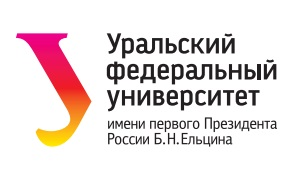 Уральский
федеральный
университет
имени первого Президента
России Б.Н.Ельцина